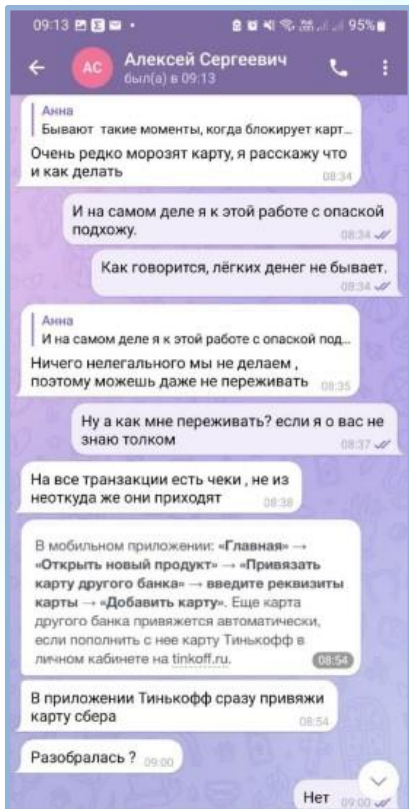 09:13
95%
АС
Алексей Сергеевич
был(а) в 09:13
Анна
Бывают такие моменты, когда блокирует карт...
Очень редко морозят карту, я расскажу что
и как делать
08:34
И на самом деле я к этой работе с опаской
подхожу.
08:34
Как говорится, лёгких денег не бывает.
08:34
Анна
И на самом деле я к этой работе с опаской под...
Ничего нелегального мы не делаем ,
поэтому можешь даже не переживать
08:35
Ну а как мне переживать? если я о вас не
знаю толком
08:37
На все транзакции есть чеки , не из
неоткуда же они приходят
08:38
В мобильном приложении: «Главная» →
«Открыть новый продукт» → «Привязать
карту другого банка» → введите реквизиты
карты → «Добавить карту». Еще карта
другого банка привяжется автоматически,
если пополнить с нее карту Тинькофф в
личном кабинете на tinkoff.ru.
08:54
В приложении Тинькофф сразу привяжи
карту сбера
08:54
Разобралась ?
09:00
Нет
09:00